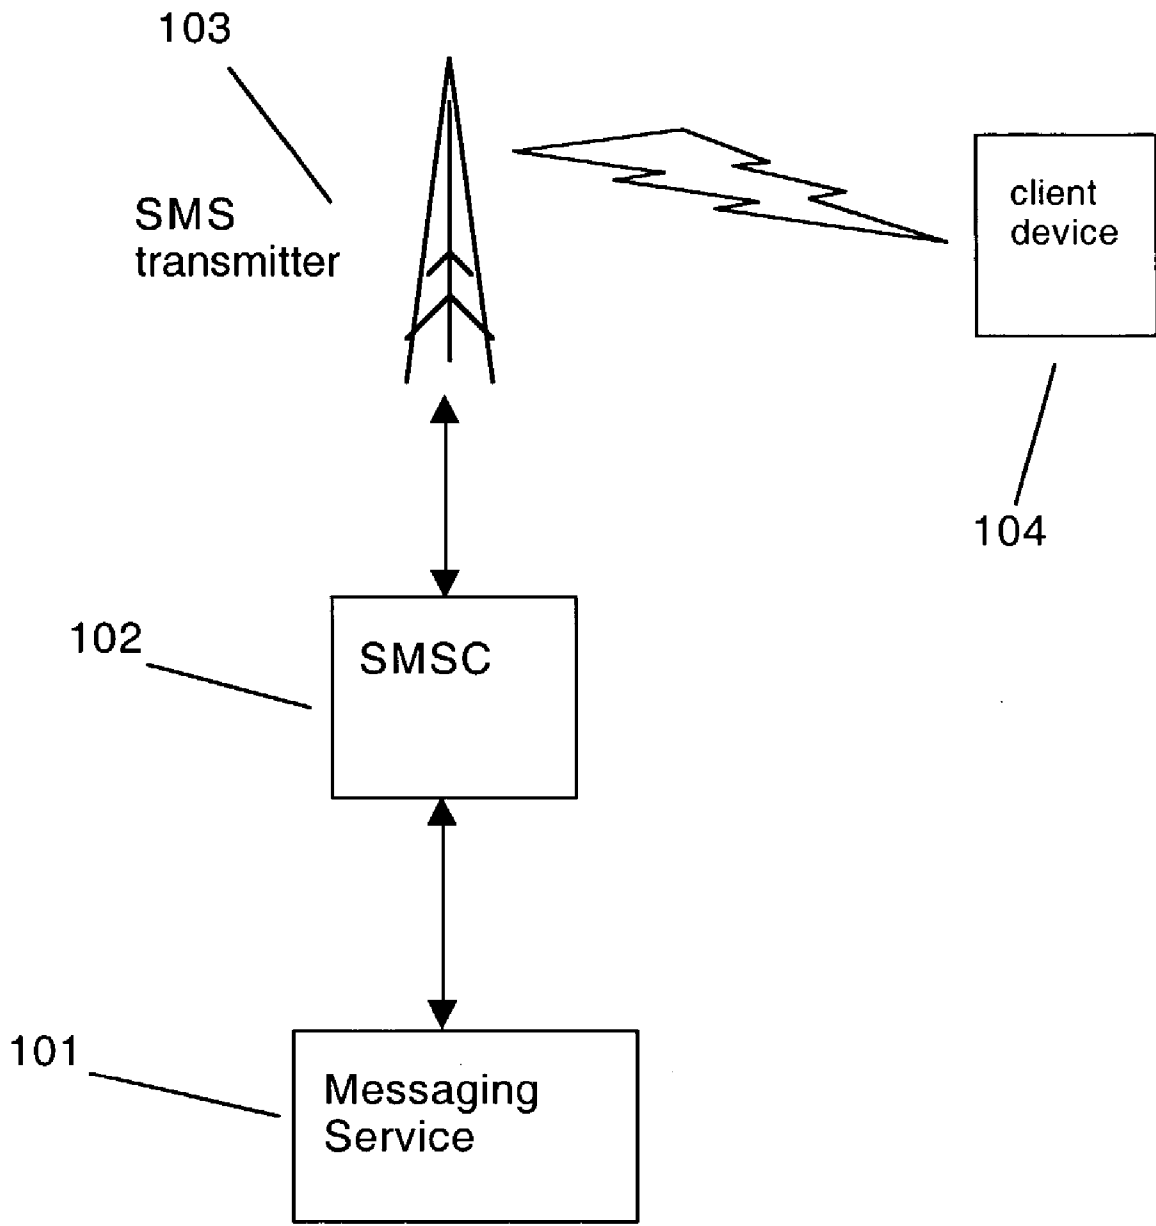 103
SMS
transmitter
client
device
104
102
SMSC
101
Messaging
Service